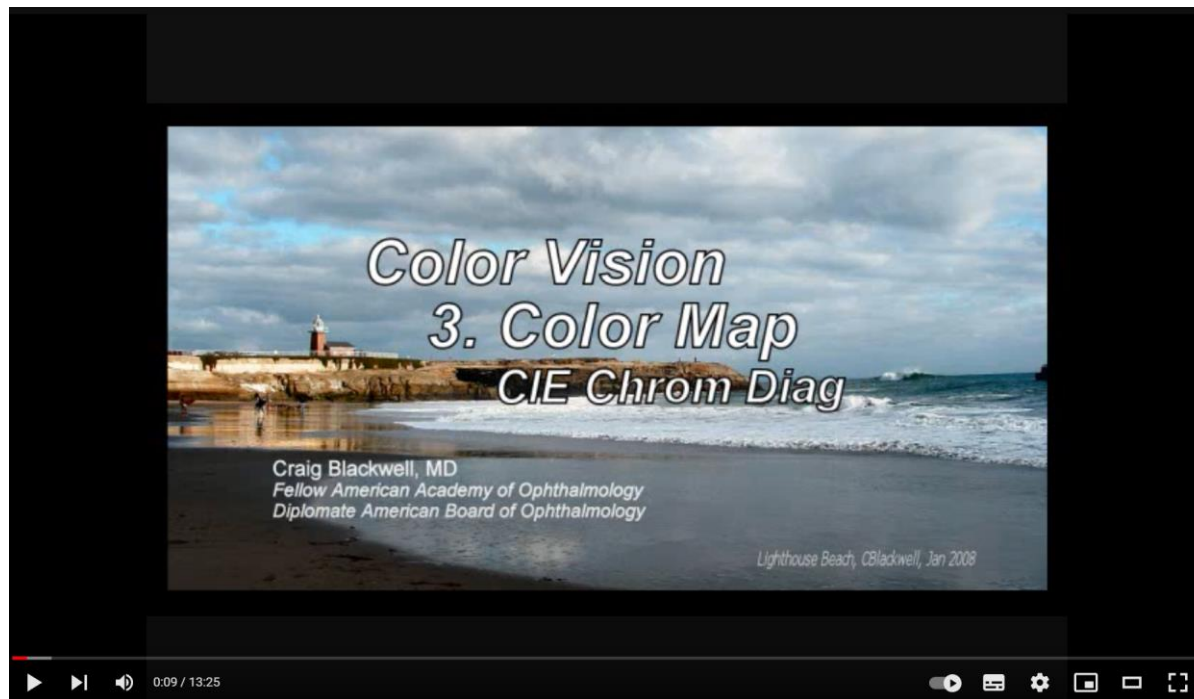 Color Vision
3. Color Map
CIE Chrom Diag
Craig Blackwell, MD
Fellow American Academy of Ophthalmology
Diplomate American Board of Ophthalmology
Lighthouse Beach, CBlackwell, Jan 2008
0:09 / 13:25